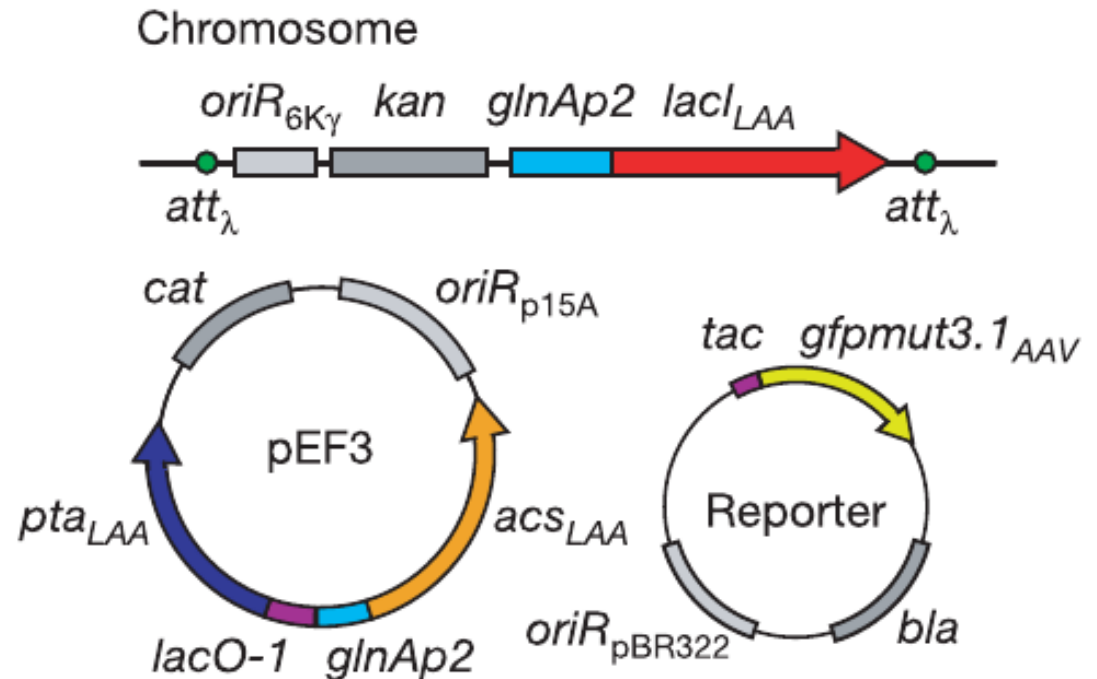 Chromosome
oriR6Kγ kan glnAp2 lacILAA
attλ attλ
cat oriRp15A
pEF3
ptaLAA acsLAA
lacO-1 glnAp2
tac gfpmut3.1AAV
Reporter
oriRpBR322 bla